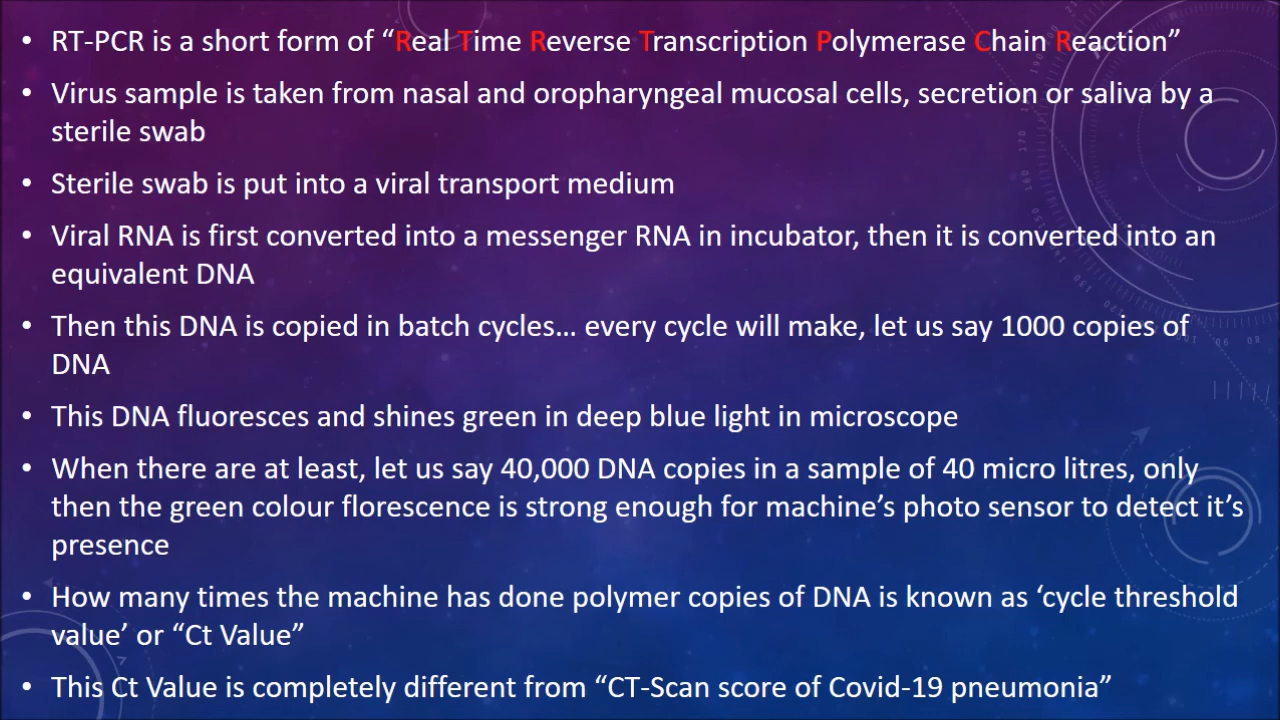 • RT-PCR is a short form of “Real Time Reverse Transcription Polymerase Chain Reaction”
• Virus sample is taken from nasal and oropharyngeal mucosal cells, secretion or saliva by a
sterile swab
• Sterile swab is put into a viral transport medium
• Viral RNA is first converted into a messenger RNA in incubator, then it is converted into an
equivalent DNA
• Then this DNA is copied in batch cycles... every cycle will make, let us say 1000 copies of
DNA
• This DNA fluoresces and shines green in deep blue light in microscope
• When there are at least, let us say 40,000 DNA copies in a sample of 40 micro litres, only
then the green colour florescence is strong enough for machine’s photo sensor to detect it’s
presence
• How many times the machine has done polymer copies of DNA is known as ‘cycle threshold
value’ or “Ct Value”
• This Ct Value is completely different from “CT-Scan score of Covid-19 pneumonia”